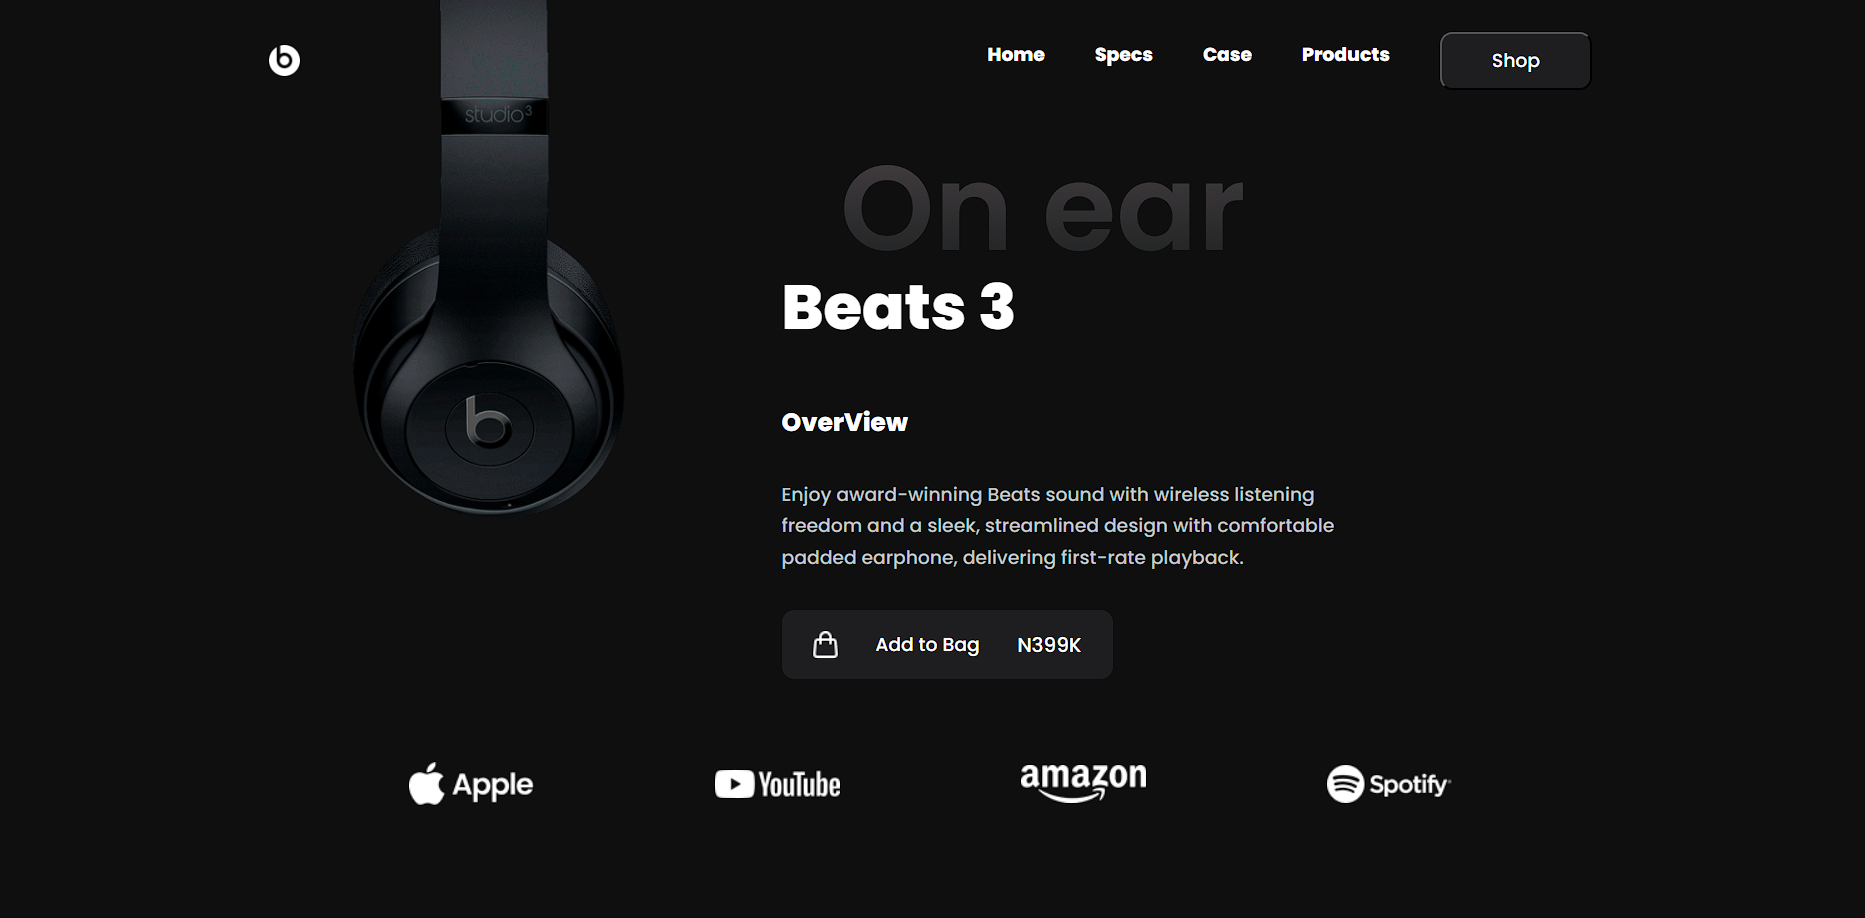 b
Home Specs Case Products Shop
studio3
On ear
Beats 3
OverView
Enjoy award-winning Beats sound with wireless listening
freedom and a sleek, streamlined design with comfortable
padded earphone, delivering first-rate playback.
b
Add to Bag N399K
Apple YouTube amazon Spotify